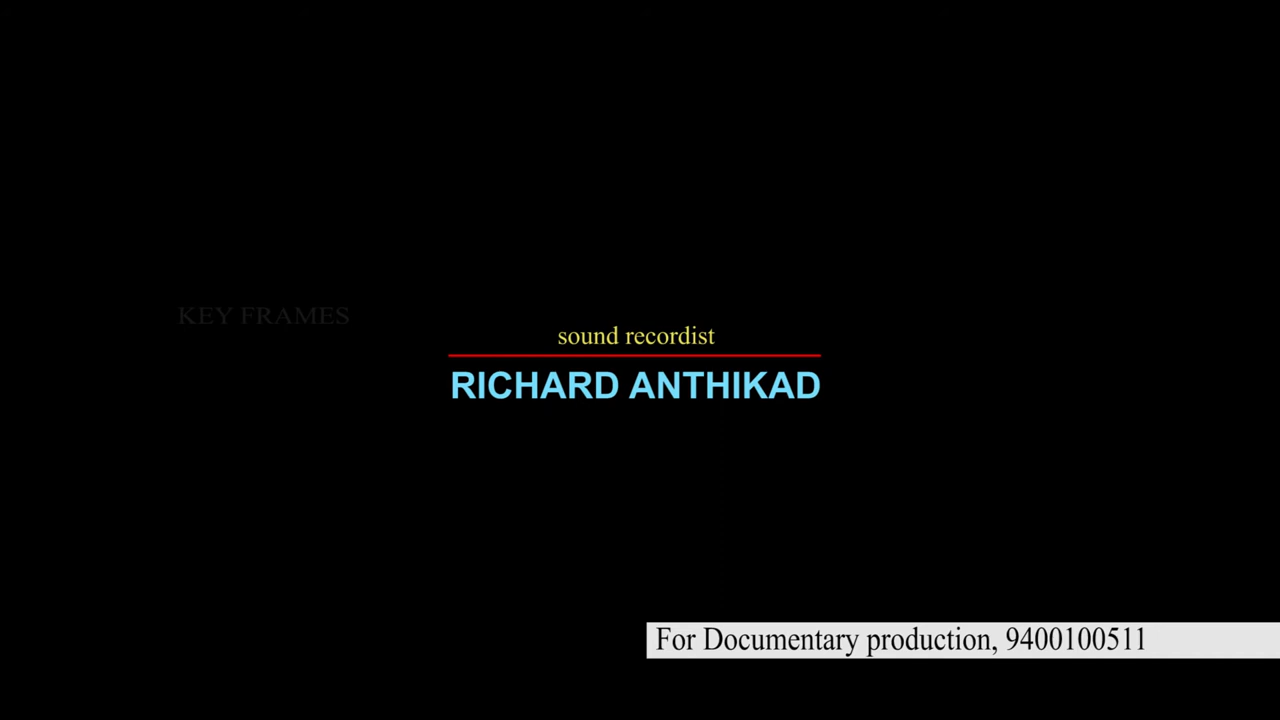 KEY FRAMES
sound recordist
RICHARD ANTHIKAD
For Documentary production, 9400100511